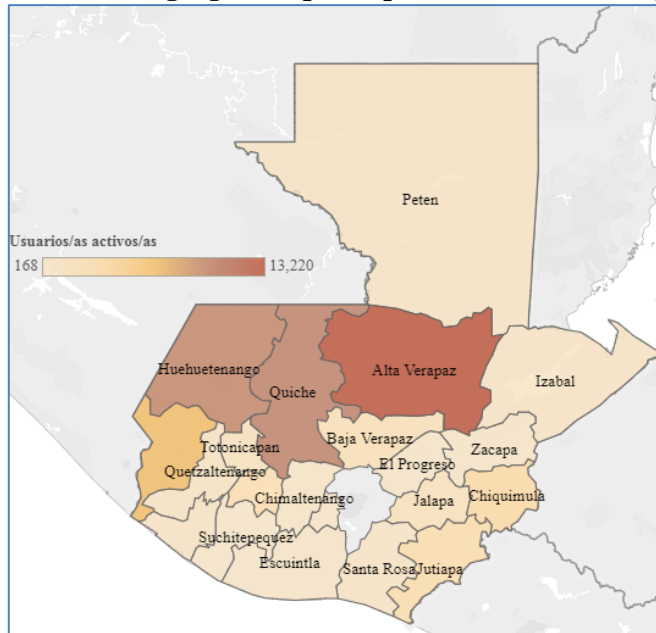 Peten
Usuarios/as activos/as
168 13,220
Huehuetenango
Alta Verapaz
Quiche
Izabal
Baja Verapaz
Totonicapan
Zacapa
El Progreso
Quetzaltenango
Chimaltenango
Jalapa
Chiquimula
Suchitepequez
Escuintla
Santa Rosa
Jutiapa